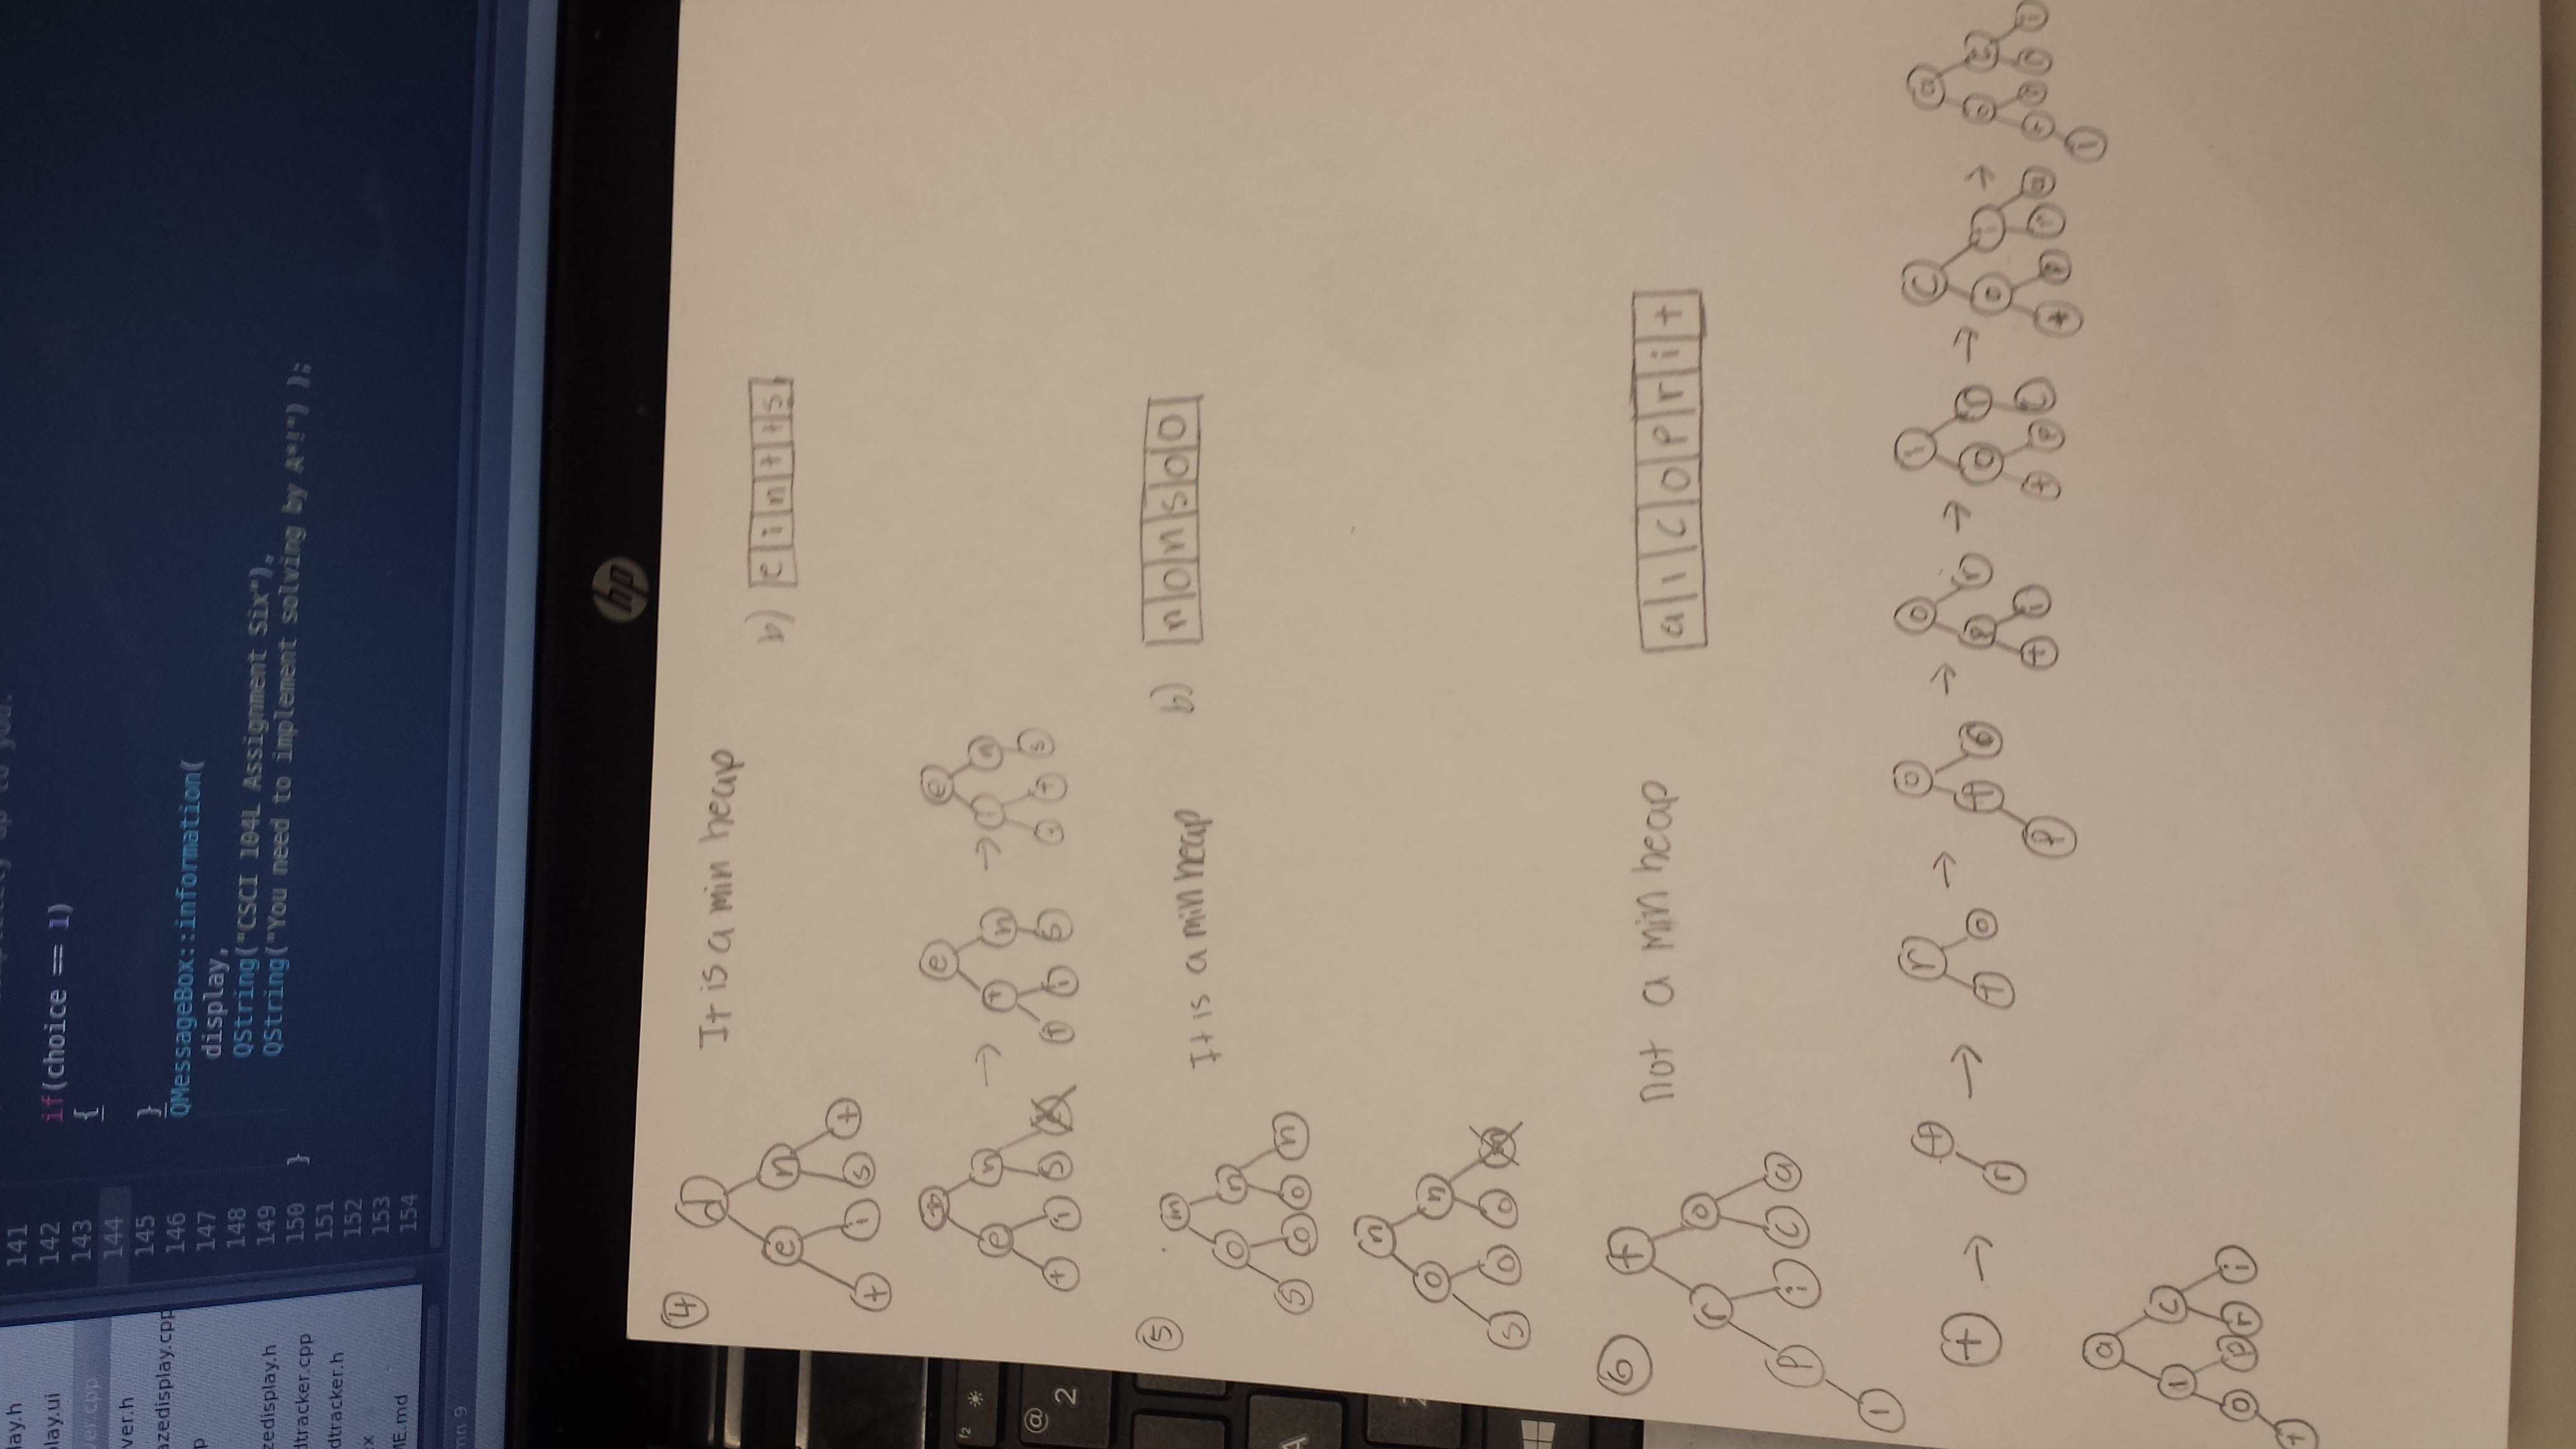 lay.h
lay.ui
ver.cpp
ver.h
azedisplay.cpp
p
zedisplay.h
dtracker.cpp
dtracker.h
x
ME.md
mn 9
to you.
141
142 if(choice == 1)
143 {
144
145 }
146 QMessageBox::information(
147 display,
148 QString("CSCI 104L Assignment Six"),
149 QString("You need to implement solving by A*!") );
150 }
151
152
153
154
hp
f2
@
2
A
4 It is a min heap
d
e n
t i s t
b) e i n t t s
e n → e → e
t i s t n n
t i s s
5 It is a min heap b) n o n s o o
m
o n
s o o n
n
o n
s o o
6 not a min heap a l c o p r i t
t
r o
p i c a
l
t → t → r → o → o → i → c → a
r t o
p
a
l c
o p r i
t